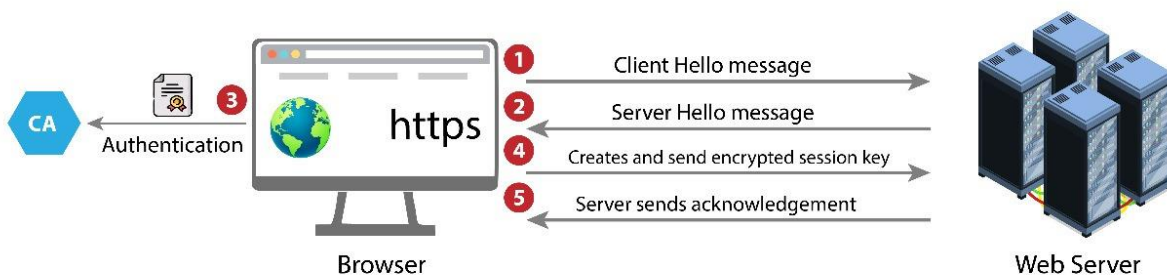 1
Client Hello message
2
Server Hello message
3
CA
Authentication
https
4
Creates and send encrypted session key
5
Server sends acknowledgement
Browser
Web Server